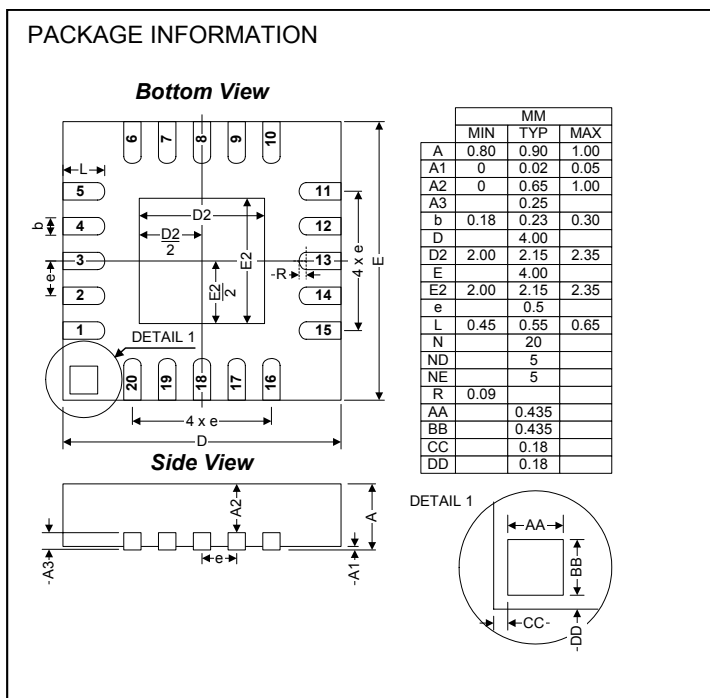 PACKAGE INFORMATION
Bottom View
6 7 8 9 10
L
5
4
3
2
1
b
e
D2
D2
2
E2
E2
2
R
11
12
13
14
15
4 x e
E
DETAIL 1
20 19 18 17 16
4 x e
D
Side View
A3
A2
A
e
A1
MM
MIN TYP MAX
A 0.80 0.90 1.00
A1 0 0.02 0.05
A2 0 0.65 1.00
A3 0.25
b 0.18 0.23 0.30
D 4.00
D2 2.00 2.15 2.35
E 4.00
E2 2.00 2.15 2.35
e 0.5
L 0.45 0.55 0.65
N 20
ND 5
NE 5
R 0.09
AA 0.435
BB 0.435
CC 0.18
DD 0.18
DETAIL 1
AA
BB
CC
DD